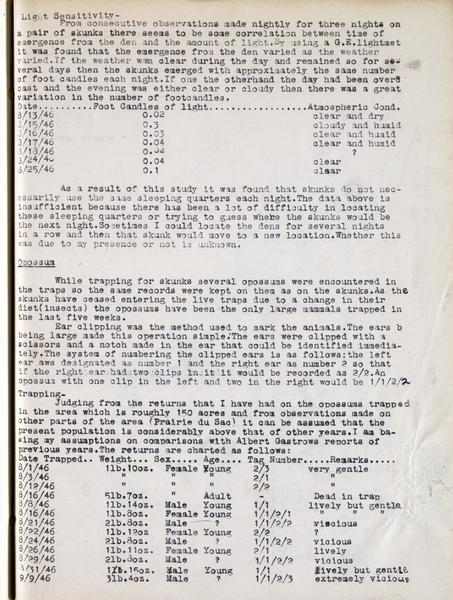 Light Sensitivity-
From consecutive observations made nightly for three nights on
a pair of skunks there seems to be some correlation between time of
emergence from the den and the amount of light.By using a G.E.lightmet
it was found that the emergence from the den varied as the weather
varied.If the weather was clear during the day and remained so for se-
veral days then the skunks emerged with approximately the same number
of foot candles each night.If one the otherhand the day had been over
cast and the evening was either clear or cloudy then there was a great
variation in the number of footcandles.
Date.........Foot Candles of light..................Atmospheric Cond.
8/13/46 0.02 clear and dry
8/15/46 0.3 cloudy and humid
8/16/46 0.03 clear and humid
8/17/46 0.04 clear and humid
8/18/46 0.02 ?
8/24/46 0.04 clear
8/25/46 0.1 clear
As a result of this study it was found that skunks do not nec-
essarily use the same sleeping quarters each night.The data above is
insufficient because there has been a lot of difficulty in locating
these sleeping quarters or trying to guess where the skunks would be
the next night.Sometimes I could locate the dens for several nights
in a row and then that skunk would move to a new location.Whether this
was due to my presence or not is unknown.
Opossum
While trapping for skunks several opossums were encountered in
the traps so the same records were kept on them as on the skunks.As the
skunks have ceased entering the live traps due to a change in their
diet(insects) the opossums have been the only large mammals trapped in
the last five weeks.
Ear clipping was the method used to mark the animals.The ears b
being large made this operation simple.The ears were clipped with a
scissors and a notch made in the ear that could be identified immedia-
tely.The system of numbering the clipped ears is as follows:the left
ear was designated as number 1 and the right ear as number 2 so that
if the right ear had two clips in it it would be recorded as 2/2.An
opossum with one clip in the left and two in the right would be 1/1/2/2
Trapping-
Judging from the returns that I have had on the opossums trapped
in the area which is roughly 150 acres and from observations made on
other parts of the area (Prairie du Sac) it can be assumed that the
present population is considerably above that of other years.I am ba-
sing my assumptions on comparisons with Albert Gastrows reports of
previous years.The returns are charted as follows:
Date Trapped.. Weight... Sex.... Age... Tag Number .....Remarks.....
8/1/46 1lb.10oz. Female Young 2/3 very gentle
8/3/46 " " " 2/1
8/12/46 " " " 2/2
8/16/46 5lb.7oz. " Adult - Dead in trap
8/8/46 1lb.14oz. Male Young 1/1 lively but gentle
8/16/46 1lb.8oz. Female Young 1/1/2/1 " " "
8/21/46 2lb.8oz. Male ? 1/1/2/2 viscious
8/22/46 1lb.12oz Female Young 2/2 ?
8/24/46 2lb.8oz. Male ? 1/1/2/2 vicious
8/26/46 1lb.11oz. Female Young 2/1 lively
8/29/46 2lb.8oz. Male ? 1/1/2/2 vicious
8/31/46 1lb.15oz. Male Young 1/1 lively but gentle
9/9/46 3lb.4oz. Male ? 1/1/2/3 extremely vicious